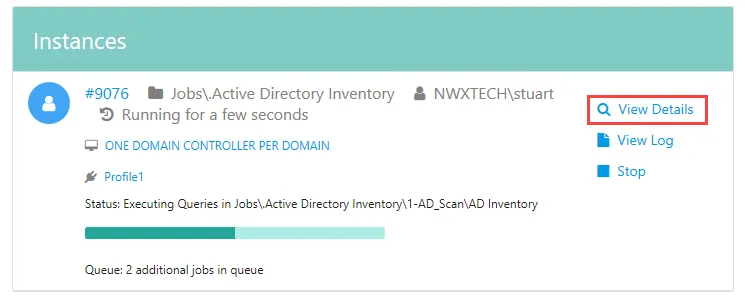 Instances
#9076 Jobs\.Active Directory Inventory NWXTECH\stuart
Running for a few seconds
ONE DOMAIN CONTROLLER PER DOMAIN
Profile1
Status: Executing Queries in Jobs\.Active Directory Inventory\1-AD_Scan\AD Inventory
Queue: 2 additional jobs in queue
View Details
View Log
Stop